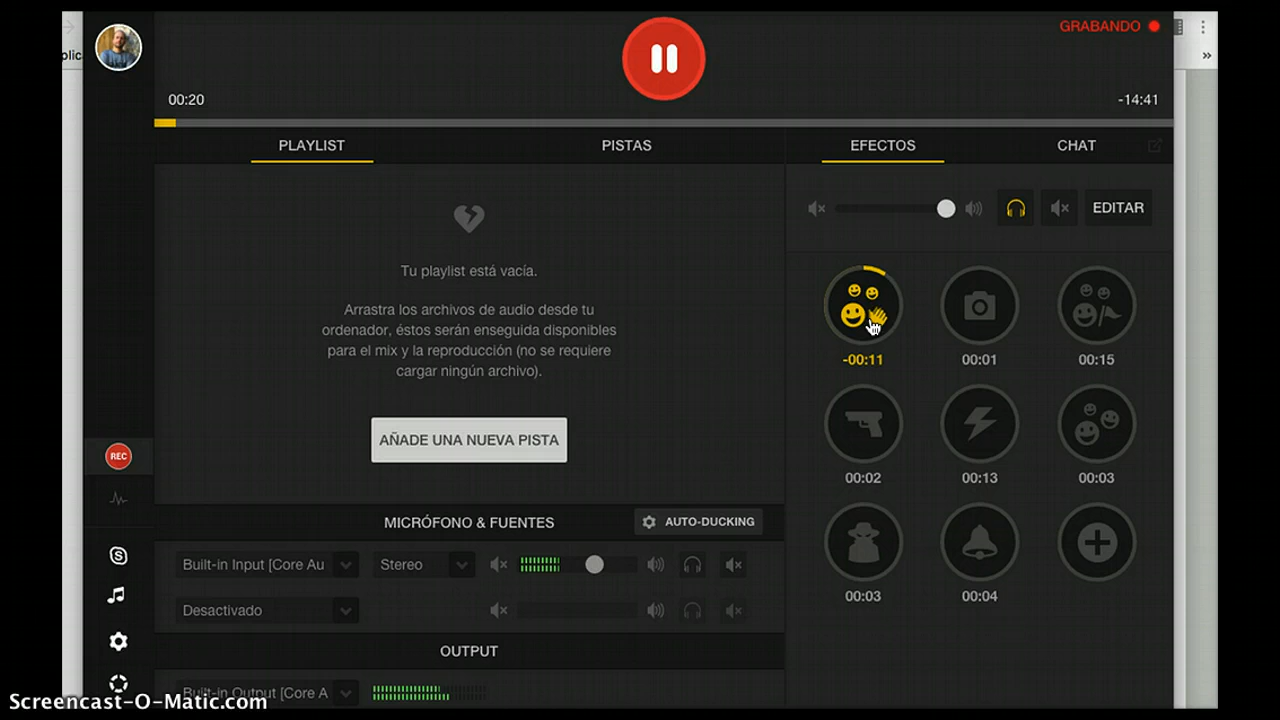 GRABANDO
plic
00:20
-14:41
PLAYLIST
PISTAS
EFECTOS
CHAT
EDITAR
Tu playlist está vacía.
Arrastra los archivos de audio desde tu
ordenador, éstos serán enseguida disponibles
para el mix y la reproducción (no se requiere
cargar ningún archivo).
AÑADE UNA NUEVA PISTA
-00:11
00:01
00:15
00:02
00:13
00:03
00:03
00:04
REC
MICRÓFONO & FUENTES
AUTO-DUCKING
Built-in Input [Core Au
Stereo
Desactivado
OUTPUT
Built-in Output [Core A
Screencast-O-Matic.com